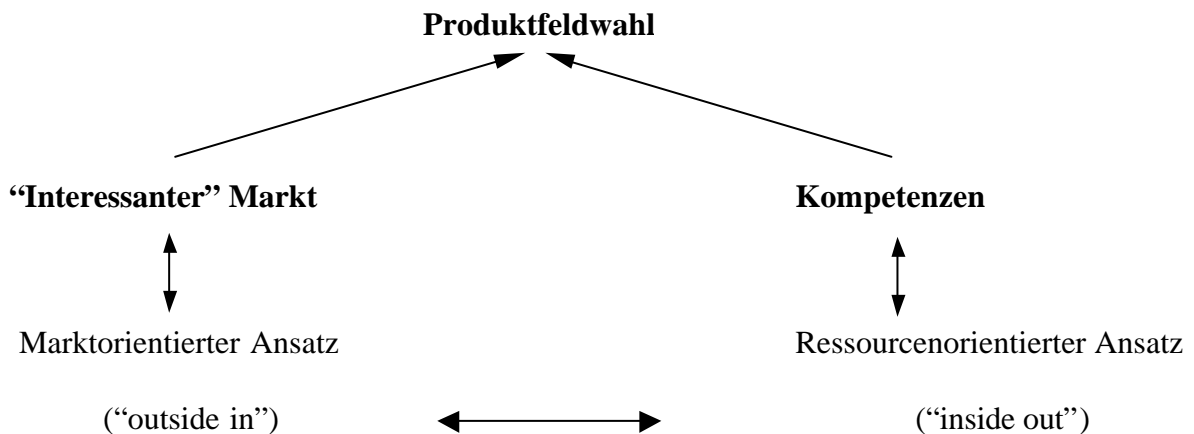 Produktfeldwahl
“Interessanter” Markt
Kompetenzen
Marktorientierter Ansatz
Ressourcenorientierter Ansatz
(“outside in”)
(“inside out”)